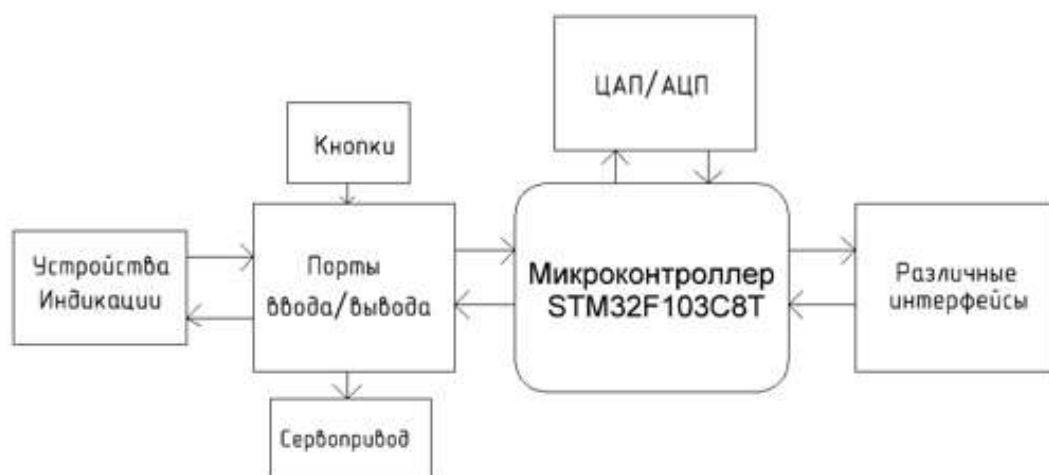 ЦАП/АЦП
Кнопки
Устройства
Индикации
Порты
ввода/вывода
Микроконтроллер
STM32F103C8T
Различные
интерфейсы
Сервопривод